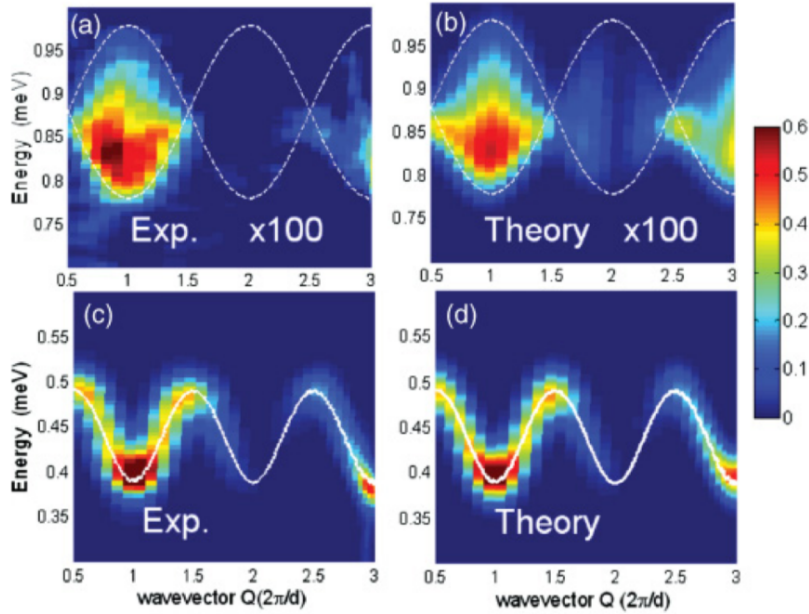 (a)
(b)
0.95
0.9
0.85
0.8
0.75
Energy (meV)
Exp. x100
0.5 1 1.5 2 2.5 3
0.95
0.9
0.85
0.8
0.75
Energy (meV)
Theory x100
0.5 1 1.5 2 2.5 3
0.6
0.5
0.4
0.3
0.2
0.1
0
(c)
(d)
0.55
0.5
0.45
0.4
0.35
Energy (meV)
Exp.
0.5 1 1.5 2 2.5 3
wavevector Q(2π/d)
0.55
0.5
0.45
0.4
0.35
Energy (meV)
Theory
0.5 1 1.5 2 2.5 3
wavevector Q (2π/d)